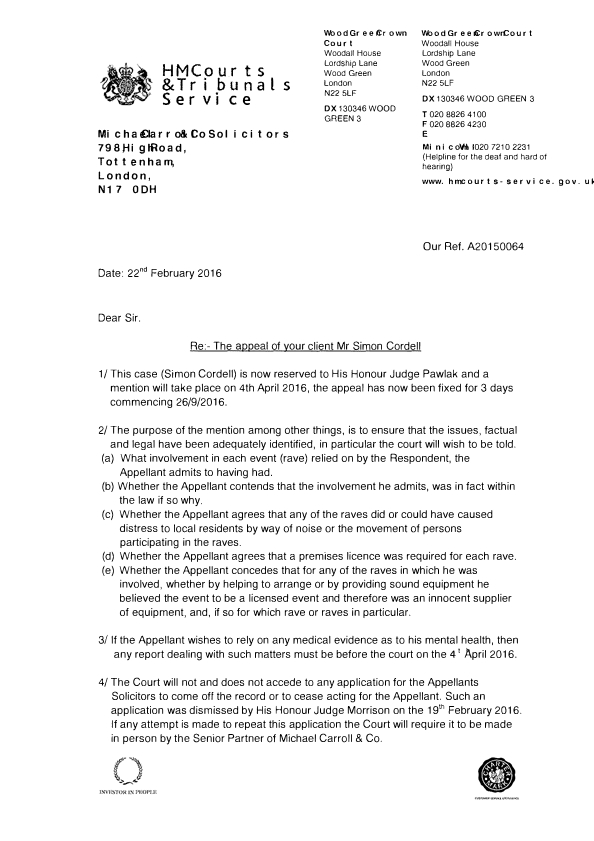 Wood Green Crown
Court
Woodall House
Lordship Lane
Wood Green
London
N22 5LF
DX 130346 WOOD
GREEN 3
Wood Green Crown Court
Woodall House
Lordship Lane
Wood Green
London
N22 5LF
DX 130346 WOOD GREEN 3
T 020 8826 4100
F 020 8826 4230
E
Minicom VII 020 7210 2231
(Helpline for the deaf and hard of
hearing)
www.hmcourts-service.gov.uk
HM Courts
& Tribunals
Service
Michael Carroll & Co Solicitors
798 High Road,
Tottenham,
London,
N17 0DH
Our Ref. A20150064
Date: 22nd February 2016
Dear Sir.
Re:- The appeal of your client Mr Simon Cordell
1/ This case (Simon Cordell) is now reserved to His Honour Judge Pawlak and a
mention will take place on 4th April 2016, the appeal has now been fixed for 3 days
commencing 26/9/2016.
2/ The purpose of the mention among other things, is to ensure that the issues, factual
and legal have been adequately identified, in particular the court will wish to be told.
(a) What involvement in each event (rave) relied on by the Respondent, the
Appellant admits to having had.
(b) Whether the Appellant contends that the involvement he admits, was in fact within
the law if so why.
(c) Whether the Appellant agrees that any of the raves did or could have caused
distress to local residents by way of noise or the movement of persons
participating in the raves.
(d) Whether the Appellant agrees that a premises licence was required for each rave.
(e) Whether the Appellant concedes that for any of the raves in which he was
involved, whether by helping to arrange or by providing sound equipment he
believed the event to be a licensed event and therefore was an innocent supplier
of equipment, and, if so for which rave or raves in particular.
3/ If the Appellant wishes to rely on any medical evidence as to his mental health, then
any report dealing with such matters must be before the court on the 4th April 2016.
4/ The Court will not and does not accede to any application for the Appellants
Solicitors to come off the record or to cease acting for the Appellant. Such an
application was dismissed by His Honour Judge Morrison on the 19th February 2016.
If any attempt is made to repeat this application the Court will require it to be made
in person by the Senior Partner of Michael Carroll & Co.
INVESTOR IN PEOPLE
CHARTER
MARK